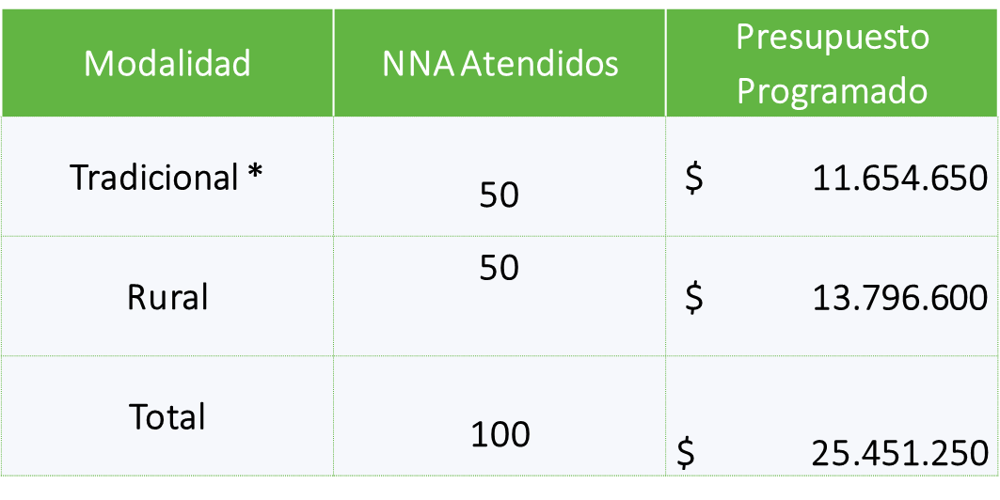 Modalidad NNA Atendidos Presupuesto
Programado
Tradicional * 50 $ 11.654.650
Rural 50 $ 13.796.600
Total 100 $ 25.451.250